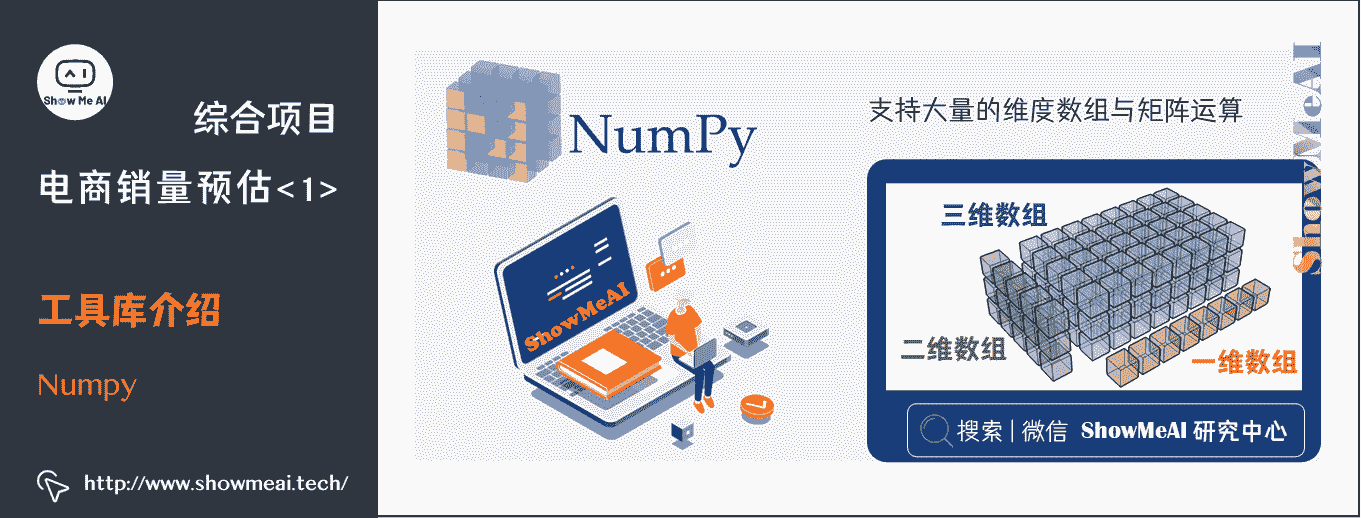 Show Me AI
综合项目
电商销量预估<1>
工具库介绍
Numpy
http://www.showmeai.tech/
NumPy
ShowMeAI
支持大量的维度数组与矩阵运算
三维数组
二维数组
一维数组
搜索 | 微信 ShowMeAI 研究中心
ShowMeAI